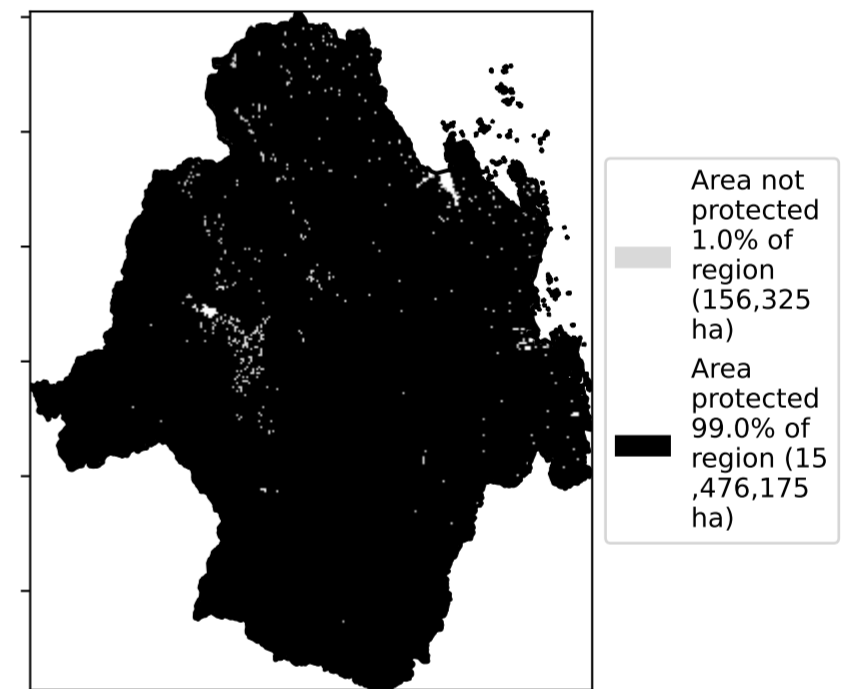 Area not
protected
1.0% of
region
(156,325
ha)
Area
protected
99.0% of
region (15
,476,175
ha)